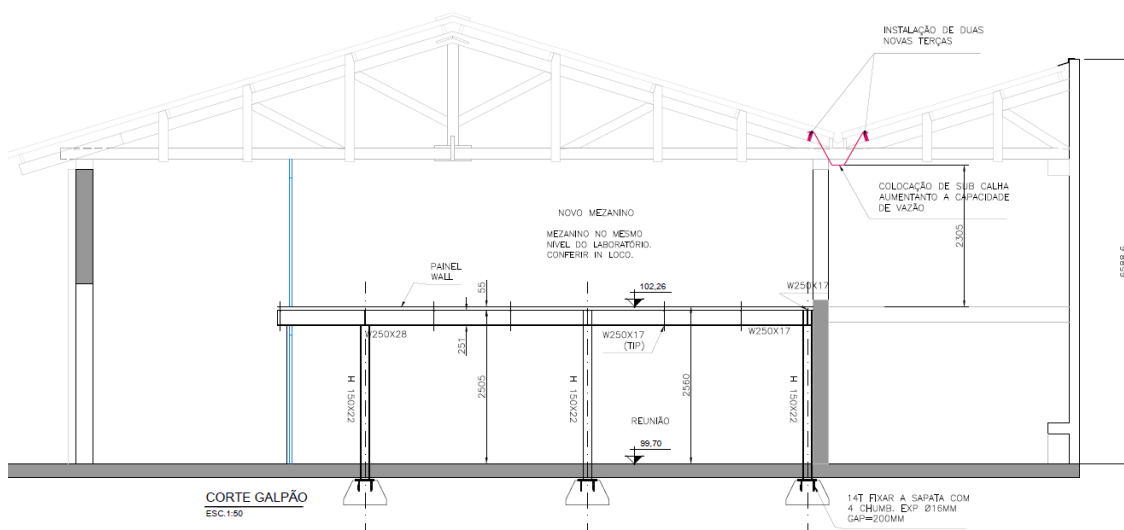 INSTALAÇÃO DE DUAS
NOVAS TERÇAS
COLOCAÇÃO DE SUB CALHA
AUMENTANTO A CAPACIDADE
DE VAZÃO
2305
6588,6
NOVO MEZANINO
MEZANINO NO MESMO
NIVEL DO LABORATÓRIO.
CONFERIR IN LOCO.
PAINEL
WALL
55
102,26
W250X17
W250X28
251
W250X17
(TIP)
W250X17
H 150X22
2505
H 150X22
2560
H 150X22
REUNIÃO
99,70
CORTE GALPÃO
ESC.1:50
14T FIXAR A SAPATA COM
4 CHUMB. EXP Ø16MM
GAP=200MM